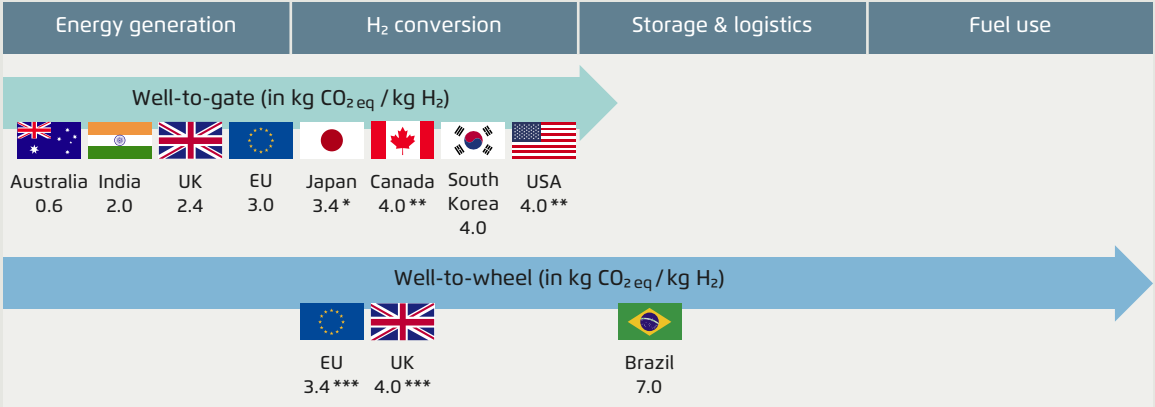 Energy generation
H₂ conversion
Storage & logistics
Fuel use
Well-to-gate (in kg CO₂ eq / kg H₂)
Australia
0.6
India
2.0
UK
2.4
EU
3.0
Japan
3.4 *
Canada
4.0 **
South
Korea
4.0
USA
4.0 **
Well-to-wheel (in kg CO₂ eq / kg H₂)
EU
3.4 ***
UK
4.0 ***
Brazil
7.0